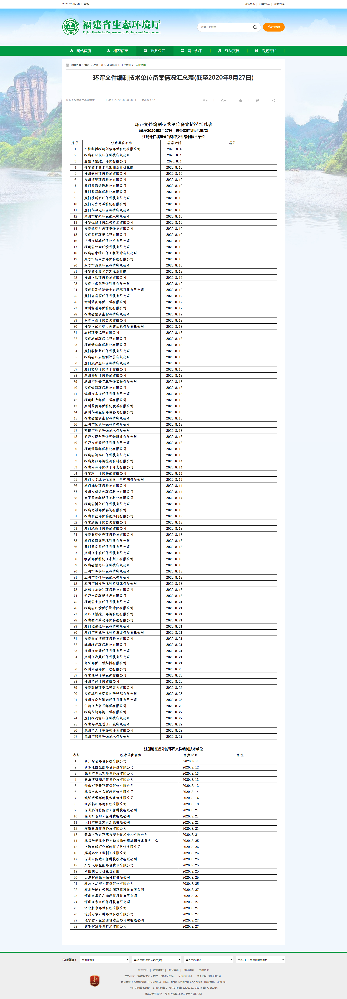 2020年08月28日 星期五
设为首页 | 收藏本站 | 邮箱登录
福建省生态环境厅
Fujian Provincial Department of Ecology and Environment
ZHB
请输入关键字
高级搜索
网站首页 概况信息 政务公开 网上办事 互动交流 专题专栏
当前位置： 首页 > 政务公开 > 业务信息 > 环评审批 > 环评管理
环评文件编制技术单位备案情况汇总表(截至2020年8月27日)
来源：福建省生态环境厅 日期： 2020-08-28 08:11 点击数：52
A+ | A- | | |
环评文件编制技术单位备案情况汇总表
(截至2020年8月27日，按备案时间先后排序)
注册地在福建省的环评文件编制技术单位
序号 技术单位名称 备案时间 备注
1 中检集团福建创信环保科技有限公司 2020.8.4
2 福建新时代环保科技有限公司 2020.8.4
3 鑫福（福建）环保有限公司 2020.8.4
4 福建省水利水电勘测设计研究院 2020.8.10
5 福州壹澜环保科技有限公司 2020.8.10
6 福州博寰环保科技有限公司 2020.8.10
7 厦门蓝海绿洲科技有限公司 2020.8.10
8 厦门昱润环保科技有限公司 2020.8.10
9 厦门祯瑞明环保科技有限公司 2020.8.10
10 厦门南方海洋科技有限公司 2020.8.10
11 厦门华和元环保科技有限公司 2020.8.10
12 漳州市宗兴环保技术有限公司 2020.8.10
13 福建恒信环保工程技术有限公司 2020.8.10
14 福建森盛生态环境保护有限公司 2020.8.10
15 福建益琨环境工程有限公司 2020.8.10
16 三明市韬睿环保技术有限公司 2020.8.10
17 福建省智鑫环境科技有限公司 2020.8.10
18 福建省中楠环保工程设计有限公司 2020.8.10
19 龙岩市新四方环保科技有限公司 2020.8.10
20 龙岩市嘉诚环保科技有限公司 2020.8.10
21 福建省石油化学工业设计院 2020.8.12
22 福州中亚环保科技有限公司 2020.8.12
23 福建中森亚环保科技有限公司 2020.8.12
24 福建省夏达凌云生态环境科技有限公司 2020.8.12
25 厦门森意顺环保科技有限公司 2020.8.12
26 漳州简诚环保工程有限公司 2020.8.12
27 漳州源晟环保科技有限公司 2020.8.12
28 福建省福玖生物科技有限公司 2020.8.12
29 龙岩禾晟环保咨询有限公司 2020.8.12
30 福建中试所电力调整试验有限责任公司 2020.8.13
31 睿柯环境工程有限公司 2020.8.13
32 福建卓创环保工程有限公司 2020.8.13
33 福建绿佳环保科技有限公司 2020.8.13
34 厦门毅协超环保科技有限公司 2020.8.13
35 福建省环安检测评价有限公司 2020.8.13
36 厦门康源盛环保科技有限公司 2020.8.13
37 厦门高净环保技术有限公司 2020.8.13
38 漳州科蓝环保科技有限公司 2020.8.13
39 漳州市开普克林环保工程有限公司 2020.8.13
40 福建诚嬴环保科技有限公司 2020.8.13
41 漳州市东宏环保科技有限公司 2020.8.13
42 福建华大环保工程有限公司 2020.8.13
43 泉州蓝健环保科技发展有限公司 2020.8.13
44 泉州华清生态环境咨询有限公司 2020.8.13
45 福建省福玖生物科技有限公司 2020.8.13
46 三明市慧诚环保科技有限公司 2020.8.13
47 莆田市科龙环保技术有限公司 2020.8.13
48 龙岩市博创环保咨询服务有限公司 2020.8.13
49 龙岩市蓝天环保科技有限公司 2020.8.13
50 福建维泽环保科技有限公司 2020.8.13
51 福建省翔卓环保科技有限公司 2020.8.13
52 福建九邦环境检测科研有限公司 2020.8.14
53 福建闽科环保技术开发有限公司 2020.8.14
54 福建致一环保科技有限公司 2020.8.14
55 厦门大学城乡规划设计研究院有限公司 2020.8.14
56 厦门栎航环保科技有限公司 2020.8.14
57 泉州市新绿色环保科技有限公司 2020.8.14
58 南平圣美环境保护科技有限公司 2020.8.14
59 福建省闽创环保科技有限公司 2020.8.18
60 福建海涵环保咨询有限公司 2020.8.18
61 福建和蓝环保科技集团有限公司 2020.8.18
62 福建臻微环保咨询有限公司 2020.8.18
63 厦门绿湾环保科技有限公司 2020.8.18
64 福建省盛钦辉环保科技有限公司 2020.8.18
65 厦门集海恩环境科技有限公司 2020.8.18
66 厦门益家美环保科技有限公司 2020.8.18
67 泉州市宇寰环保科技有限公司 2020.8.18
68 极派环保科技（泉州）有限公司 2020.8.18
69 福建省福海环保科技有限公司 2020.8.18
70 三明市森宇环保科技有限公司 2020.8.18
71 三明市思创环保技术有限公司 2020.8.18
72 三明市国投环境科技研究有限公司 2020.8.18
73 澜球（龙岩）环保科技有限公司 2020.8.18
74 龙岩水发环境发展有限公司 2020.8.18
75 福建省金皇环保科技有限公司 2020.8.21
76 福建省环境保护设计院有限公司 2020.8.21
77 闽环（福建）环境科技有限公司 2020.8.21
78 福建初心致远环保科技有限公司 2020.8.21
79 厦门境益佳环保科技有限公司 2020.8.21
80 厦门市庚壕环境科技集团有限责任公司 2020.8.21
81 福建盖尔博瑞环保科技有限公司 2020.8.21
82 漳州坤晟环保科技有限公司 2020.8.21
83 泉州市蓝天环保科技有限公司 2020.8.21
84 泉州市海晟环保科技有限公司 2020.8.21
85 高科环保工程集团有限公司 2020.8.21
86 福州闽涵环保工程有限公司 2020.8.25
87 福建通和环境保护有限公司 2020.8.25
88 福州华冠环保有限公司 2020.8.25
89 福建致诚环境工程咨询有限公司 2020.8.25
90 福建海科勘察设计研究院有限公司 2020.8.25
91 泉州市众创阳光环保科技有限公司 2020.8.25
92 宁德市大隆兴环保有限公司 2020.8.25
93 福建佳朗环境工程有限公司 2020.8.27
94 厦门绿润源环保科技有限公司 2020.8.27
95 福建海洋规划设计院有限公司 2020.8.27
96 泉州华大环境影响评价有限公司 2020.8.27
97 泉州市鸿鸣环保技术有限公司 2020.8.27
注册地在省外的环评文件编制技术单位
序号 技术单位名称 备案时间 备注
1 浙江绿创环境科技有限公司 2020.8.4
2 江苏通凯生态环境科技有限公司 2020.8.12
3 深圳市昱龙珠环保科技有限公司 2020.8.13
4 青岛博研海洋环境科技有限公司 2020.8.13
5 佛山市甲云飞环保咨询有限公司 2020.8.13
6 北京水木丰岳环境咨询有限公司 2020.8.14
7 武汉网绿环境技术咨询有限公司 2020.8.14
8 江苏辐环环境科技有限公司 2020.8.18
9 深圳鹏达信能源环保科技有限公司 2020.8.21
10 深圳市百阳环保科技有限公司 2020.8.21
11 天门市霖微建设工程有限公司 2020.8.21
12 河南昊泉环保科技有限公司 2020.8.21
13 青岛中石大环境与安全技术中心有限公司 2020.8.21
14 北京华恒基业野生动植物专用标识技术服务中心 2020.8.25
15 上海南域石化环境保护科技有限公司 2020.8.25
16 厚昌实业（深圳）有限公司 2020.8.25
17 深圳市能达环保科技技术有限公司 2020.8.25
18 广东天雁生态环境技术有限公司 2020.8.25
19 中国核动力研究设计院 2020.8.25
20 山东省鼎深环保科技有限公司 2020.8.25
21 瀚辰（辽宁）环保咨询有限公司 2020.8.25
22 深圳华津时代源之圆环保科技有限公司 2020.8.27
23 深圳市星月之光环保科技有限公司 2020.8.27
24 深圳市宗兴环保科技有限公司 2020.8.27
25 河北妍水环保科技有限公司 2020.8.27
26 沧州万睿汇科环保科技有限公司 2020.8.27
27 辽宁省环保集团辐洁生态环境有限公司 2020.8.27
28 江苏信宸环保技术有限公司 2020.8.27
导航链接： 生态环境部 省(直辖市)生态环境厅(局) 省直厅局网站 市县（区）生态环境局网站
联系我们 | 收藏本站 | 设为首页 | 网站地图 | 使用帮助
主办单位：福建省生态环境厅 网站标识码： 3500000064 闽ICP备13013504号
联系地址：福建省福州市环保路8号 邮箱：fjepb@sthjt.fujian.gov.cn 邮政编码：350003
今日访问量 6599 昨日访问量 0 今年访问量 2296721 总访问量 7756994
(建议使用1024×768分辨率IE8.0以上版本浏览器)
党政机关